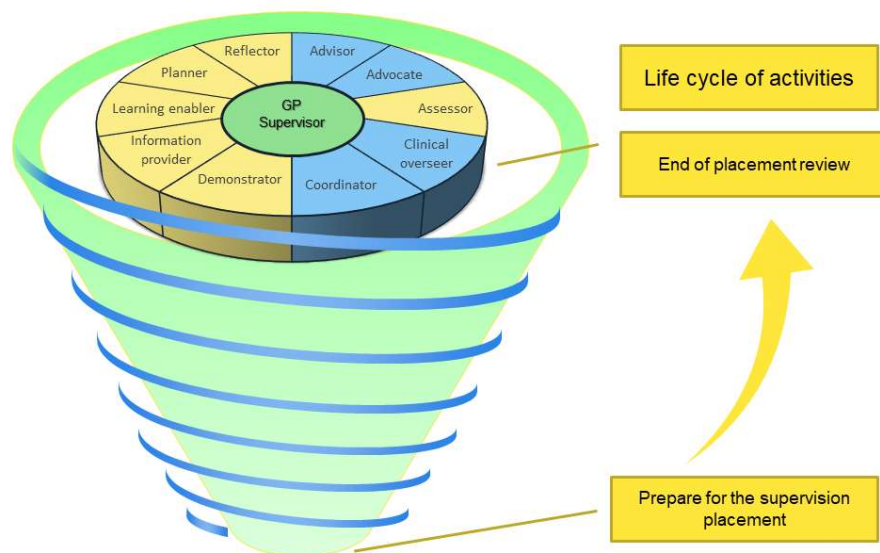 Reflector
Advisor
Planner
Advocate
Learning enabler
GP
Supervisor
Assessor
Information
provider
Clinical
overseer
Demonstrator
Coordinator
Life cycle of activities
End of placement review
Prepare for the supervision
placement